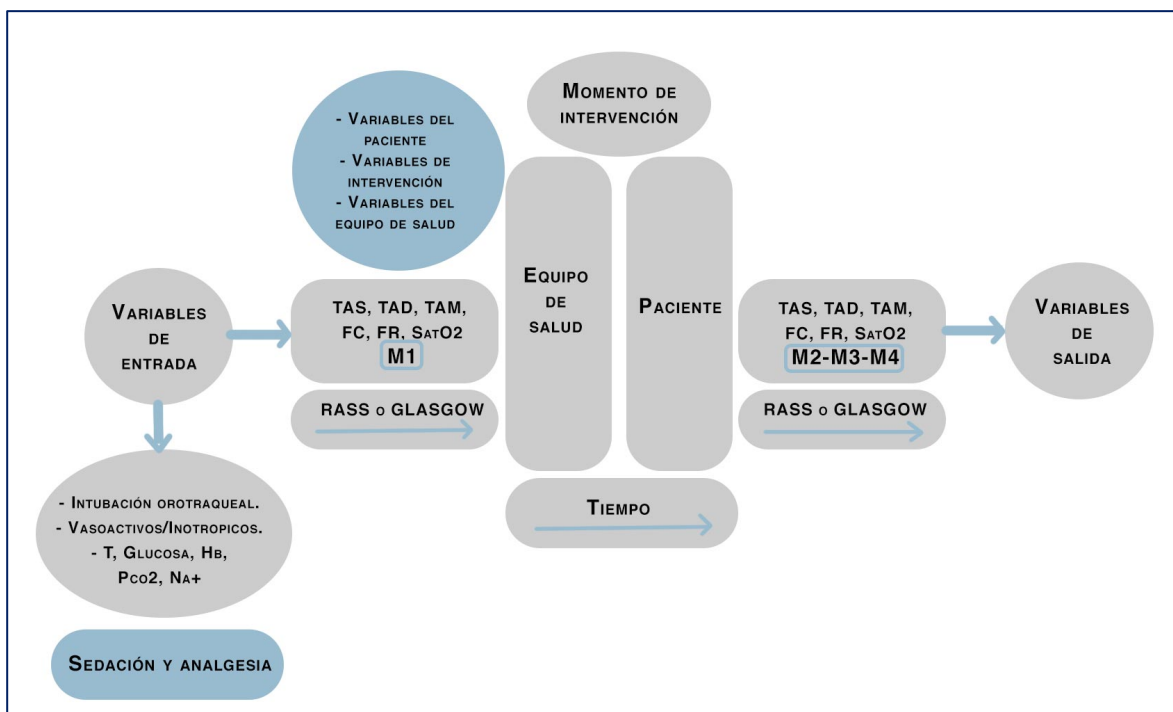 Momento de
intervención
- Variables del
paciente
- Variables de
intervención
- Variables del
equipo de salud
Variables
de
entrada
TAS, TAD, TAM,
FC, FR, SatO2
M1
RASS o GLASGOW
Equipo
de
salud
Paciente
TAS, TAD, TAM,
FC, FR, SatO2
M2-M3-M4
RASS o GLASGOW
Variables
de
salida
Tiempo
- Intubación orotraqueal.
- Vasoactivos/Inotropicos.
- T, Glucosa, Hb,
Pco2, Na+
Sedación y analgesia